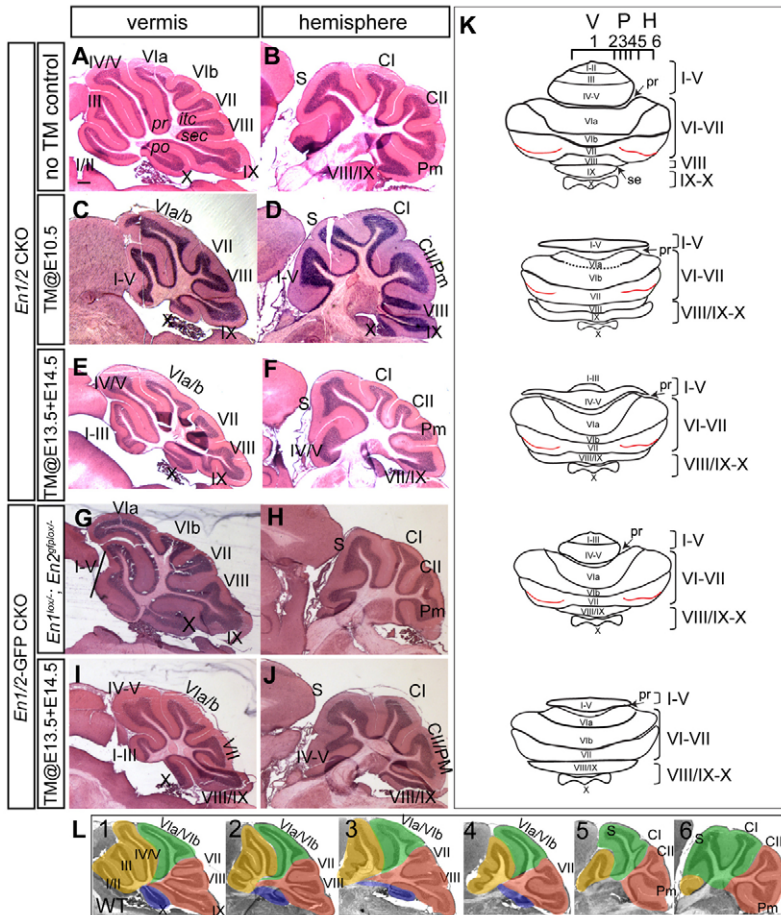 vermis
hemisphere
no TM control
En1/2 CKO
TM@E10.5
TM@E13.5+E14.5
En1/2-GFP CKO
En1lox/-; En2gfplox/-
TM@E13.5+E14.5
A
IV/V
VIa
VIb
III
VII
pr
itc
VIII
sec
po
I/II
X
IX
B
S
CI
CII
VIII/IX
Pm
C
VIa/b
VII
I-V
VIII
X
IX
D
S
CI
CII/Pm
I-V
VIII
X
IX
E
IV/V
VIa/b
VII
I-III
VIII
X
IX
F
CI
S
CII
Pm
IV/V
VII/IX
G
VIa
VIb
I-V
VII
VIII
X
IX
H
S
CI
CII
Pm
I
IV-V
VIa/b
VII
I-III
X
VIII/IX
J
S
CI
CII/PM
IV-V
VIII/IX
K
V P H
1 2345 6
I-II
III
IV-V
pr
I-V
VIa
VIb
VII
VI-VII
VIII
VIII
IX
se
IX-X
X
I-V
I-V
pr
VIa
VIb
VI-VII
VII
VIII
IX
VIII/IX-X
X
I-III
I-V
IV-V
pr
VIa
VI-VII
VIb
VII
VIII/IX
VIII/IX-X
X
I-III
pr
I-V
IV-V
VIa
VI-VII
VIb
VII
VIII/IX
VIII/IX-X
X
I-V
pr
I-V
VIa
VIb
VI-VII
VII
VIII/IX
VIII/IX-X
X
L
1
VIa/VIb
IV/V
III
VII
I/II
VIII
WT
X
IX
2
VIa/VIb
VII
VIII
3
VIa/VIb
VII
VIII
4
VIa/VIb
VII
VIII
5
S
CI
CII
Pm
6
S
CI
CII
Pm